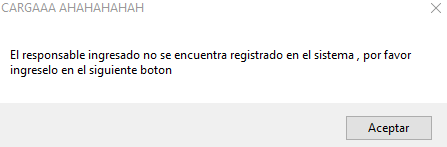 CARGAAA AHAHAHAHAH
El responsable ingresado no se encuentra registrado en el sistema , por favor
ingreselo en el siguiente boton
Aceptar